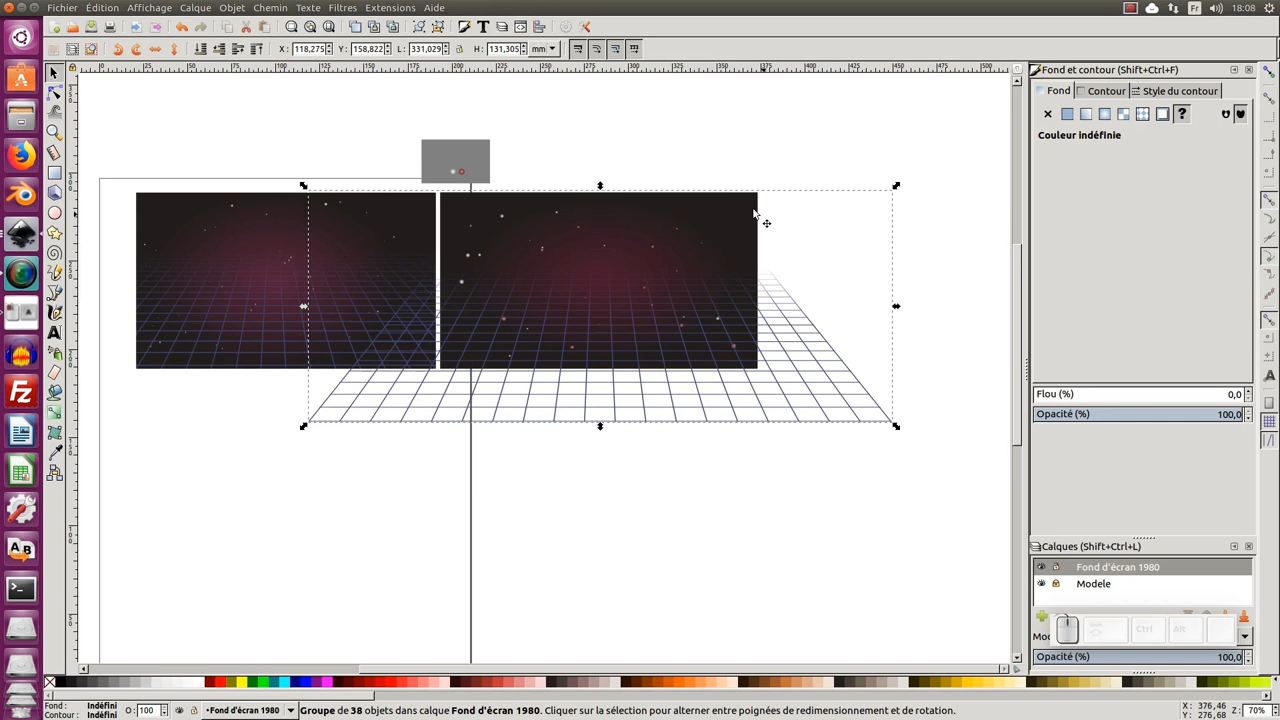 Fichier Édition Affichage Calque Objet Chemin Texte Filtres Extensions Aide Fr 18:08
X : 118,275 Y : 158,822 L : 331,029 H : 131,305 mm
Fond et contour (Shift+Ctrl+F)
Fond Contour Style du contour
?
Couleur indéfinie
Flou (%) 0,0
Opacité (%) 100,0
Calques (Shift+Ctrl+L)
Fond d'écran 1980
Modele
Ctrl Alt
Opacité (%) 100,0
Fond : Indéfini
Contour : Indéfini
O : 100
•Fond d'écran 1980
Groupe de 38 objets dans calque Fond d'écran 1980. Cliquer sur la sélection pour alternier entre poignées de redimensionnement et de rotation.
X : 376,46
Y : 276,68
Z : 70%